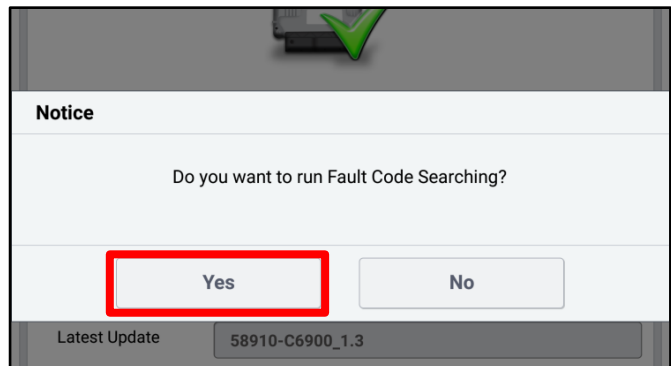 Notice
Do you want to run Fault Code Searching?
Yes
No
Latest Update
58910-C6900_1.3